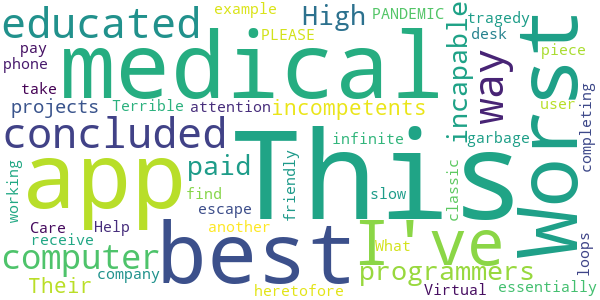 example
educated
High
PANDEMIC
tragedy
Worst
pay
PLEASE
desk
phone
medical
incapable
way
piece
take
projects
Terrible
attention
incompetents
user
completing
concluded
This
infinite
garbage
app
paid
working
friendly
find
slow
classic
escape
best
I've
Care
Help
another
receive
What
computer
company
programmers
loops
Their
heretofore
Virtual
essentially